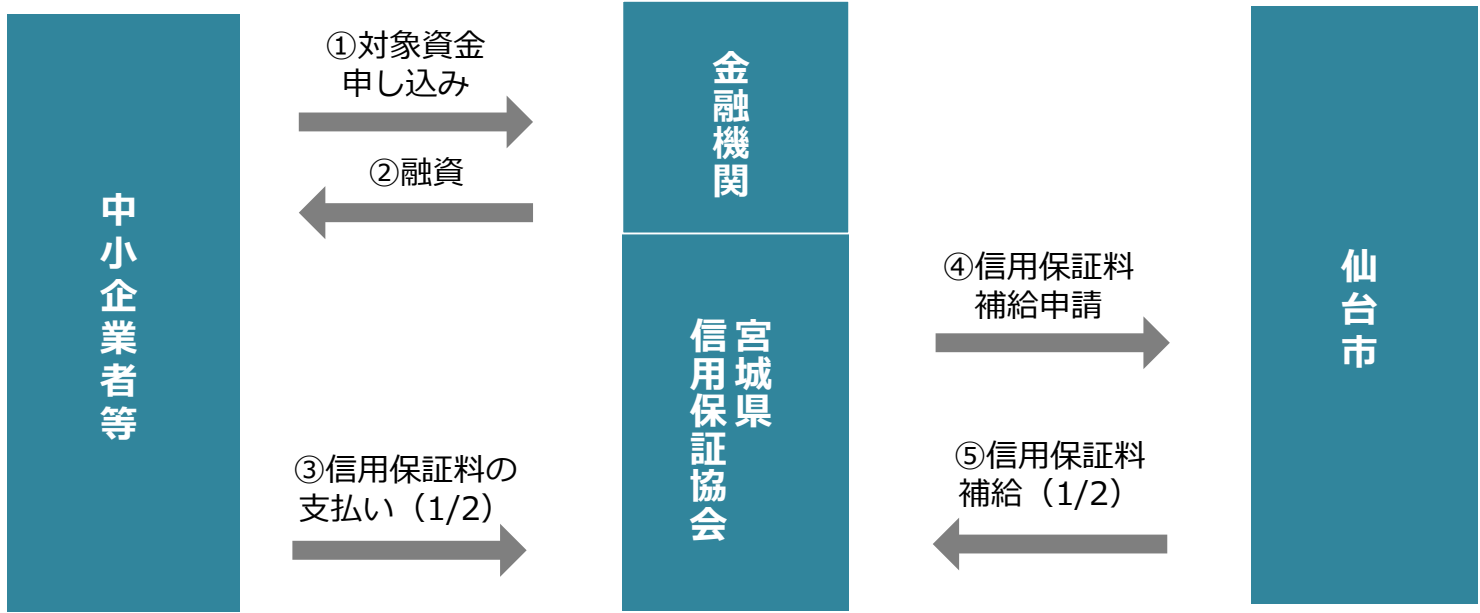 中小企業者等
①対象資金
申し込み
②融資
③信用保証料の
支払い（1/2）
金融機関
宮城県
信用保証協会
④信用保証料
補給申請
⑤信用保証料
補給（1/2）
仙台市